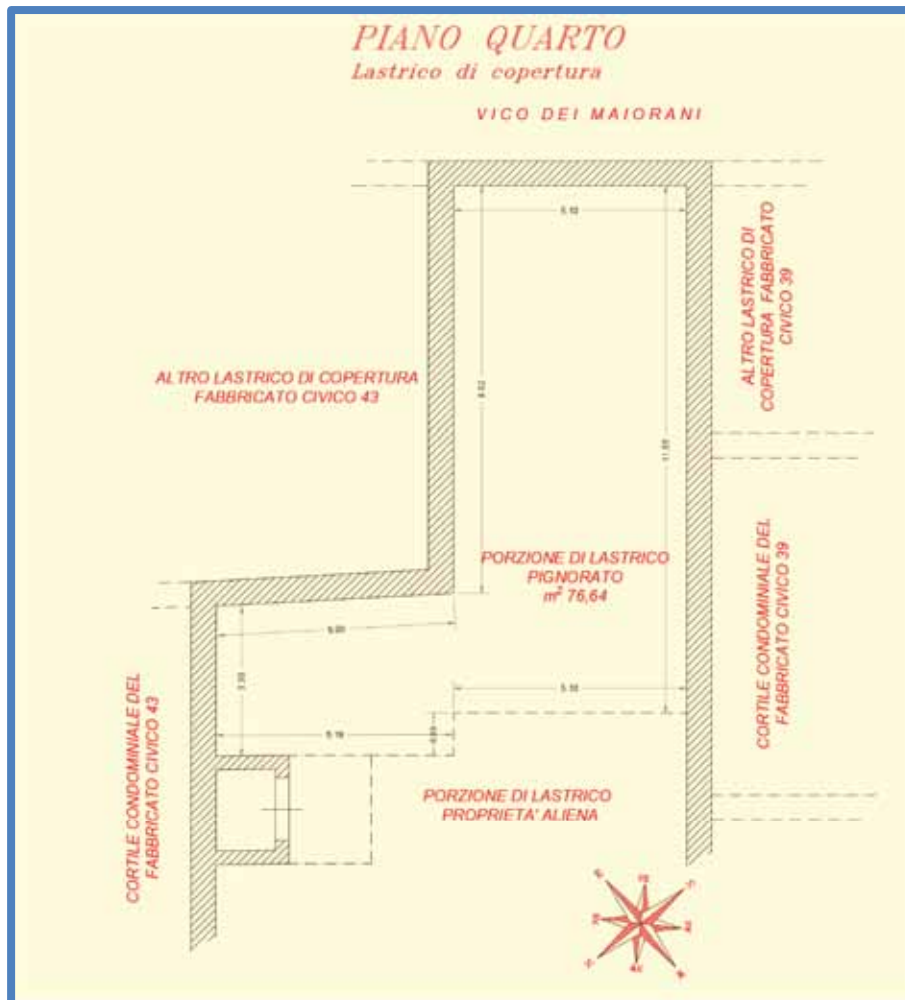 PIANO QUARTO
Lastrico di copertura
VICO DEI MAIORANI
5.10
ALTRO LASTRICO DI
COPERTURA FABBRICATO
CIVICO 39
ALTRO LASTRICO DI COPERTURA
FABBRICATO CIVICO 43
PORZIONE DI LASTRICO
PIGNORATO
m² 76,64
CORTILE CONDOMINIALE DEL
FABBRICATO CIVICO 39
CORTILE CONDOMINIALE DEL
FABBRICATO CIVICO 43
PORZIONE DI LASTRICO
PROPRIETA' ALIENA